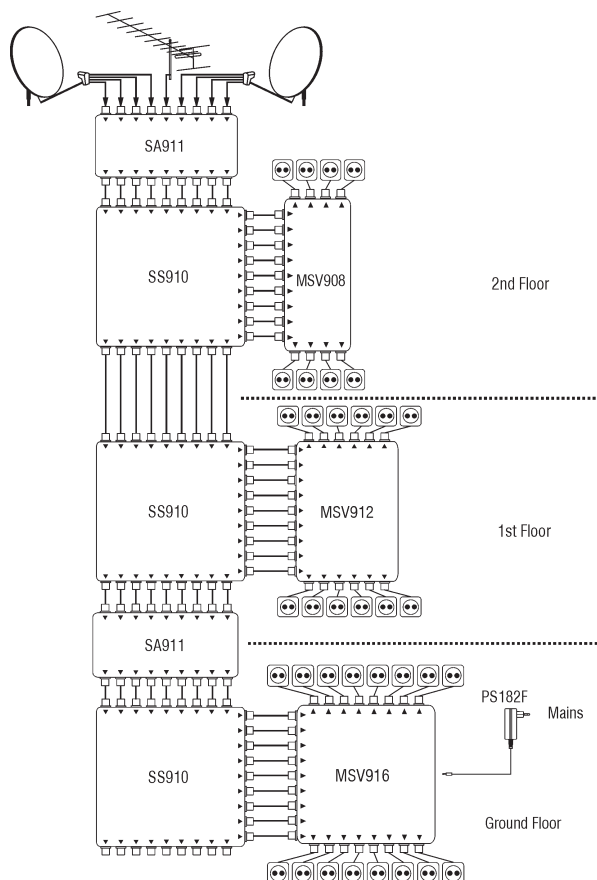 SA911
SS910
MSV908
2nd Floor
SS910
MSV912
1st Floor
SA911
PS182F
Mains
SS910
MSV916
Ground Floor